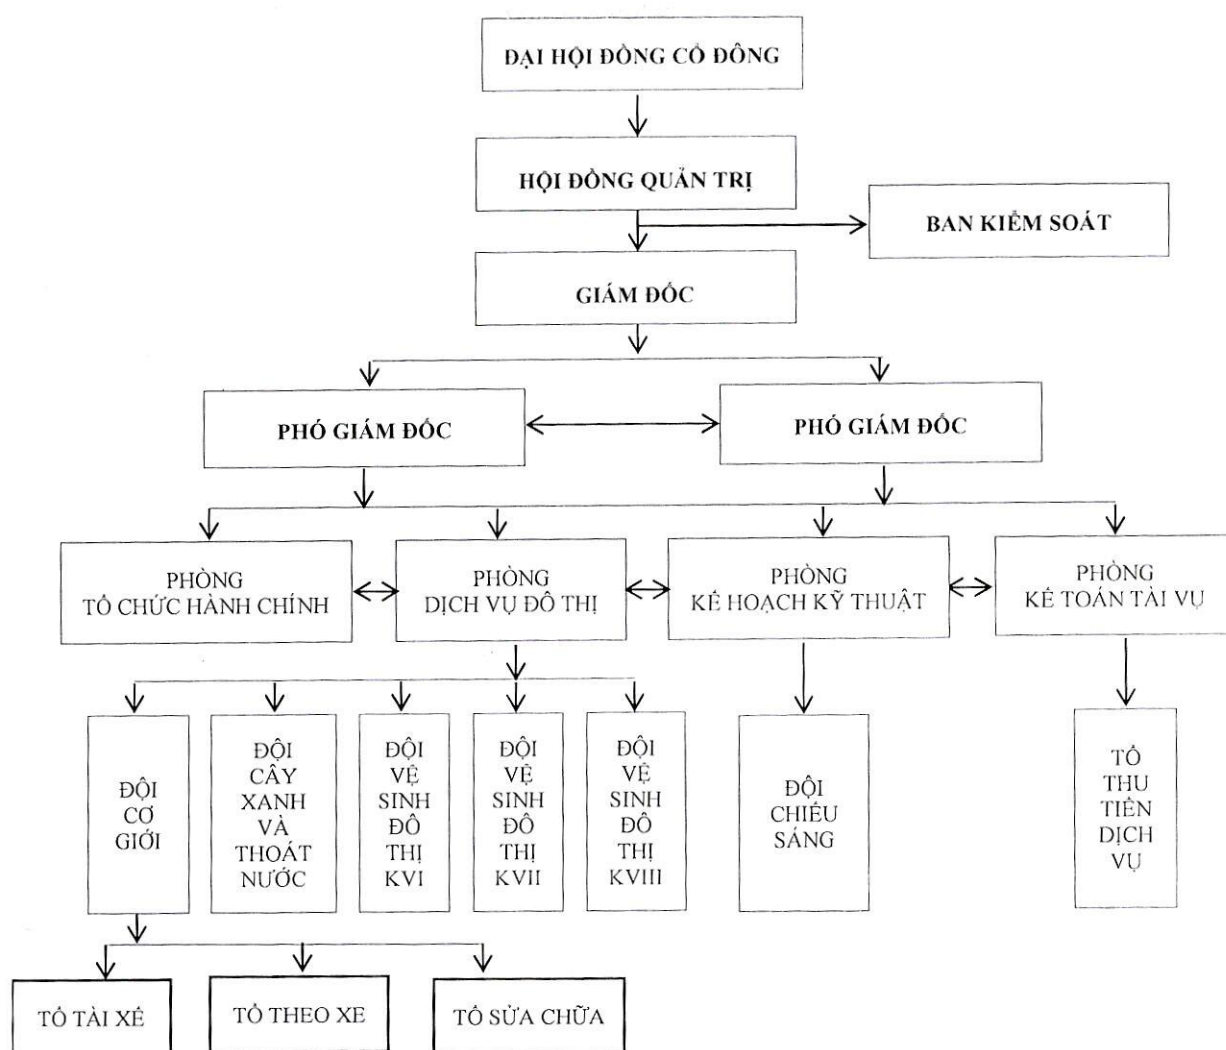 ĐẠI HỘI ĐỒNG CỔ ĐÔNG
HỘI ĐỒNG QUẢN TRỊ
BAN KIỂM SOÁT
GIÁM ĐỐC
PHÓ GIÁM ĐỐC
PHÓ GIÁM ĐỐC
PHÒNG
TỔ CHỨC HÀNH CHÍNH
PHÒNG
DỊCH VỤ ĐÔ THỊ
PHÒNG
KẾ HOẠCH KỸ THUẬT
PHÒNG
KẾ TOÁN TÀI VỤ
ĐỘI
CƠ
GIỚI
ĐỘI
CÂY
XANH
VÀ
THOÁT
NƯỚC
ĐỘI
VỆ
SINH
ĐÔ
THỊ
KVI
ĐỘI
VỆ
SINH
ĐÔ
THỊ
KVII
ĐỘI
VỆ
SINH
ĐÔ
THỊ
KVIII
ĐỘI
CHIẾU
SÁNG
TỔ
THU
TIỀN
DỊCH
VỤ
TỔ TÀI XẾ
TỔ THEO XE
TỔ SỬA CHỮA